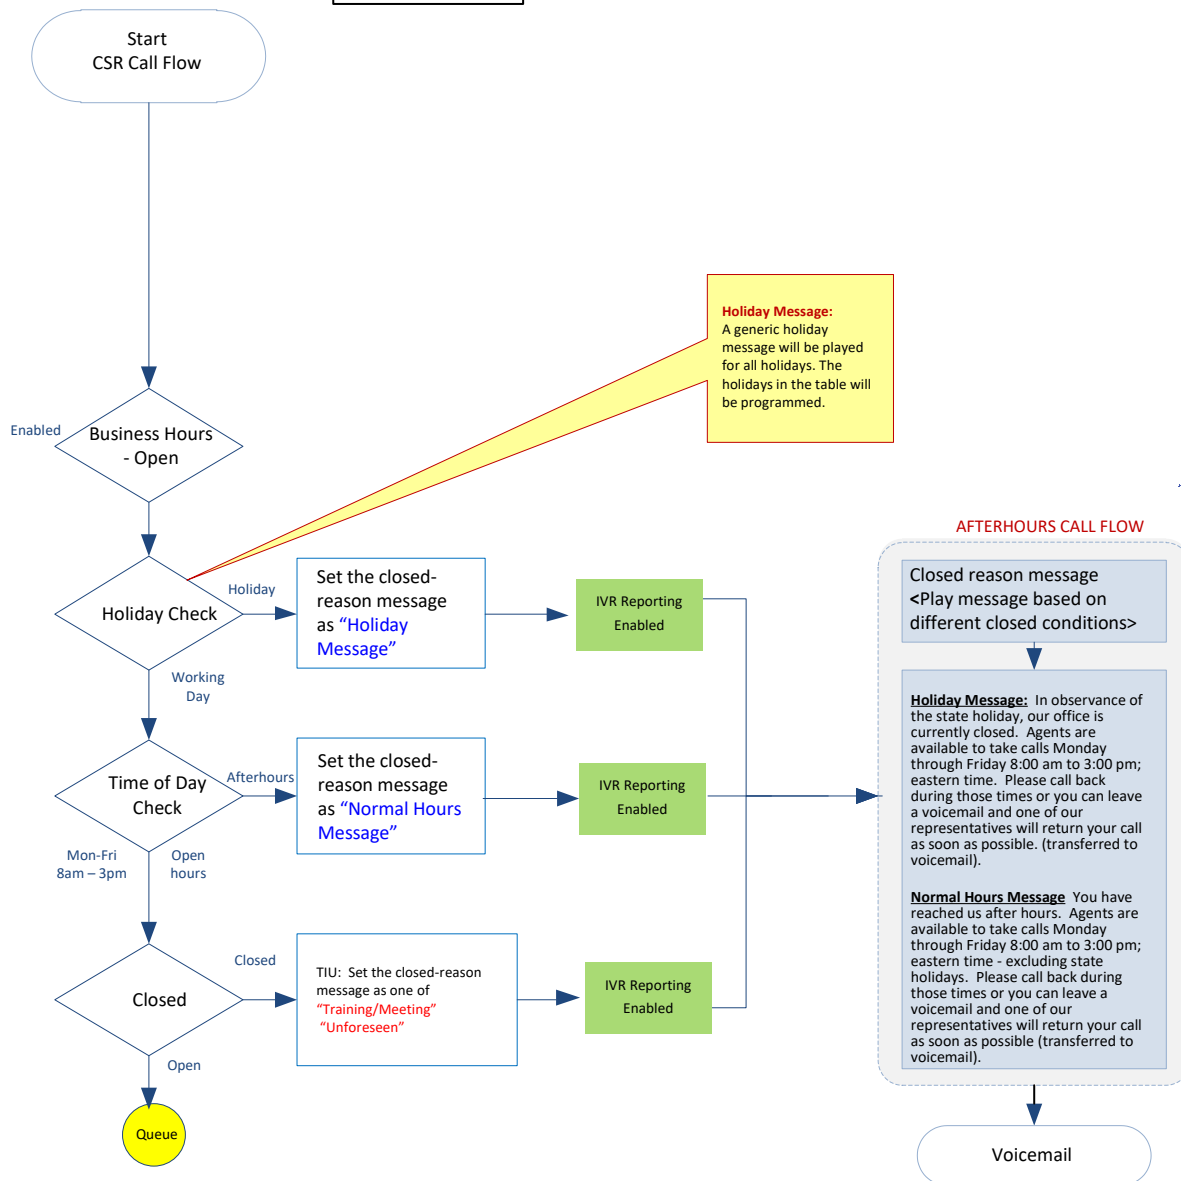 Start
CSR Call Flow
Holiday Message:
A generic holiday
message will be played
for all holidays. The
holidays in the table will
be programmed.
Enabled
Business Hours
- Open
AFTERHOURS CALL FLOW
Holiday Check
Holiday
Set the closed-
reason message
as “Holiday
Message”
IVR Reporting
Enabled
Closed reason message
<Play message based on
different closed conditions>
Working
Day
Time of Day
Check
Afterhours
Set the closed-
reason message
as “Normal Hours
Message”
IVR Reporting
Enabled
Holiday Message: In observance of
the state holiday, our office is
currently closed. Agents are
available to take calls Monday
through Friday 8:00 am to 3:00 pm;
eastern time. Please call back
during those times or you can leave
a voicemail and one of our
representatives will return your call
as soon as possible. (transferred to
voicemail).
Normal Hours Message You have
reached us after hours. Agents are
available to take calls Monday
through Friday 8:00 am to 3:00 pm;
eastern time - excluding state
holidays. Please call back during
those times or you can leave a
voicemail and one of our
representatives will return your call
as soon as possible (transferred to
voicemail).
Mon-Fri
8am – 3pm
Open
hours
Closed
Closed
TIU: Set the closed-reason
message as one of
“Training/Meeting”
“Unforeseen”
IVR Reporting
Enabled
Open
Queue
Voicemail